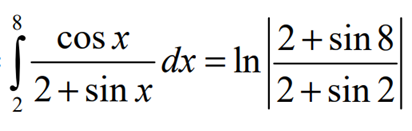 ∫₂⁸ cos x / (2 + sin x) dx = ln |(2 + sin 8) / (2 + sin 2)|